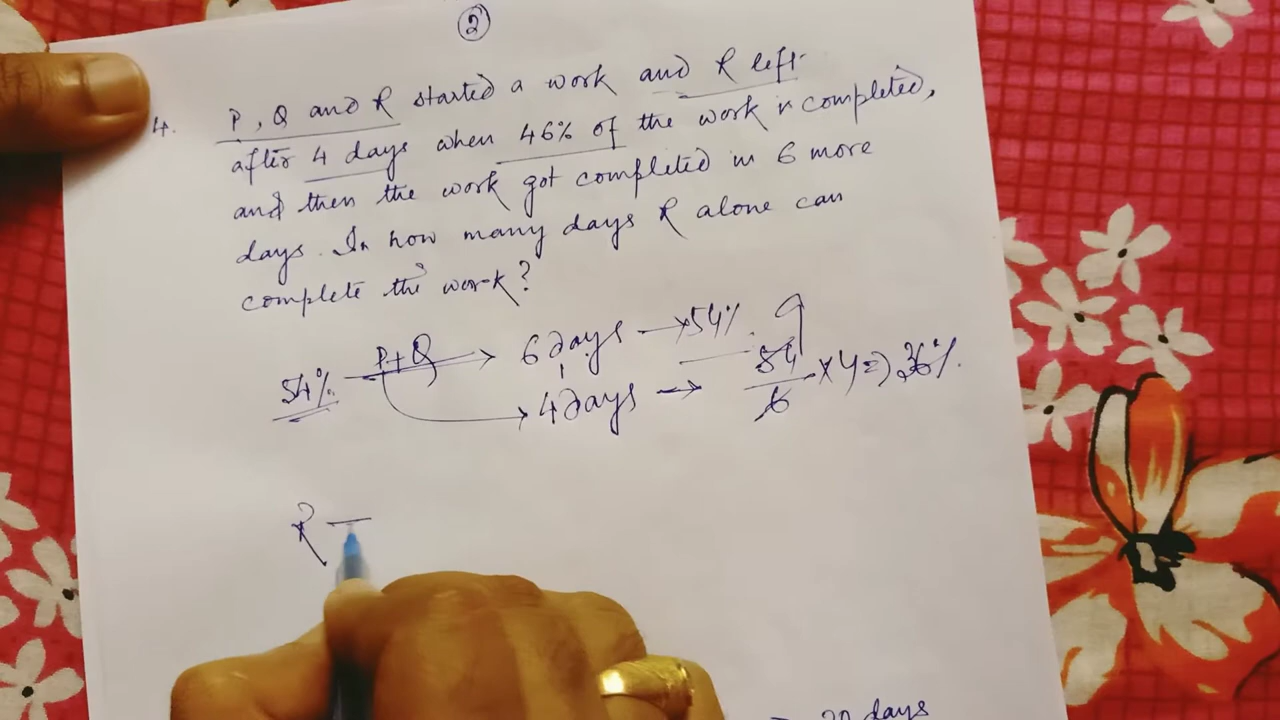 ②
4. P, Q and R started a work and R left
after 4 days when 46% of the work is completed,
and then the work got completed in 6 more
days. In how many days R alone can
complete the work?
54% P+Q → 6 days → 54%.
4 days → 54/6 × 4 => 36%.
9
R —
= 20 days